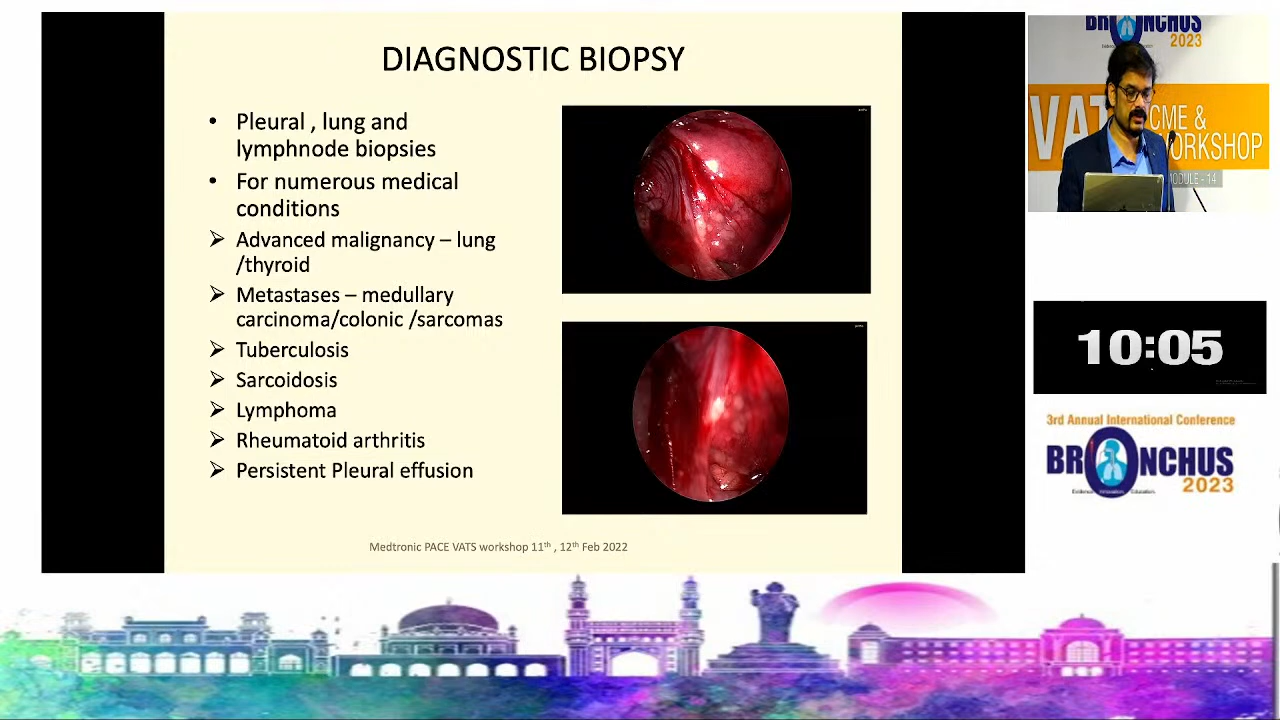 DIAGNOSTIC BIOPSY
• Pleural , lung and
lymphnode biopsies
• For numerous medical
conditions
➢ Advanced malignancy – lung
/thyroid
➢ Metastases – medullary
carcinoma/colonic /sarcomas
➢ Tuberculosis
➢ Sarcoidosis
➢ Lymphoma
➢ Rheumatoid arthritis
➢ Persistent Pleural effusion
Medtronic PACE VATS workshop 11th , 12th Feb 2022
BRONCHUS
2023
VATS CME &
WORKSHOP
MODULE - 14
10:05
3rd Annual International Conference
BRONCHUS
2023